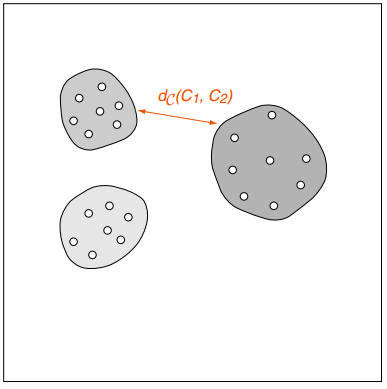 d𝒞(C₁, C₂)